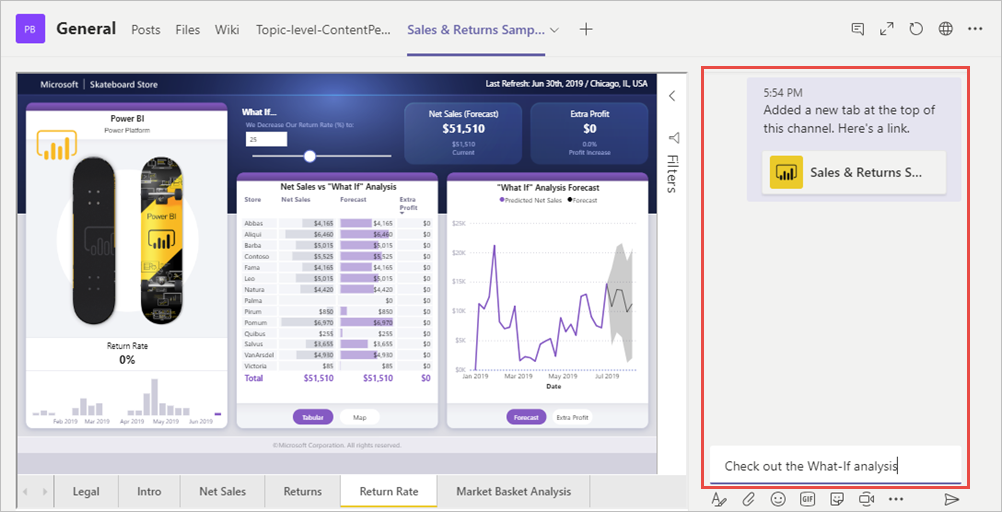 PB General Posts Files Wiki Topic-level-ContentPe... Sales & Returns Samp...
Microsoft | Skateboard Store Last Refresh: Jun 30th, 2019 / Chicago, IL, USA
Power BI
Power Platform
Power BI
Return Rate
0%
Feb 2019 Mar 2019 Apr 2019 May 2019 Jun 2019
What If...
We Decrease Our Return Rate (%) to:
25
Net Sales (Forecast)
$51,510
$51,510
Current
Extra Profit
$0
0.0%
Profit Increase
Net Sales vs "What If" Analysis
Store Net Sales Forecast Extra Profit
Abbas $4,165 $4,165 $0
Aliqui $6,460 $6,460 $0
Barba $5,015 $5,015 $0
Contoso $5,525 $5,525 $0
Fama $4,165 $4,165 $0
Leo $5,015 $5,015 $0
Natura $4,420 $4,420 $0
Palma $0 $0
Pirum $850 $850 $0
Pomum $6,970 $6,970 $0
Quibus $255 $255 $0
Salvus $3,655 $3,655 $0
VanArsdel $4,930 $4,930 $0
Victoria $85 $85 $0
Total $51,510 $51,510 $0
Tabular Map
"What If" Analysis Forecast
Predicted Net Sales Forecast
$25K
$20K
$15K
$10K
$5K
$0K
Jan 2019 Mar 2019 May 2019 Jul 2019
Date
Forecast Extra Profit
©Microsoft Corporation. All rights reserved.
Filters
Legal Intro Net Sales Returns Return Rate Market Basket Analysis
5:54 PM
Added a new tab at the top of
this channel. Here's a link.
Sales & Returns S...
Check out the What-If analysis
GIF